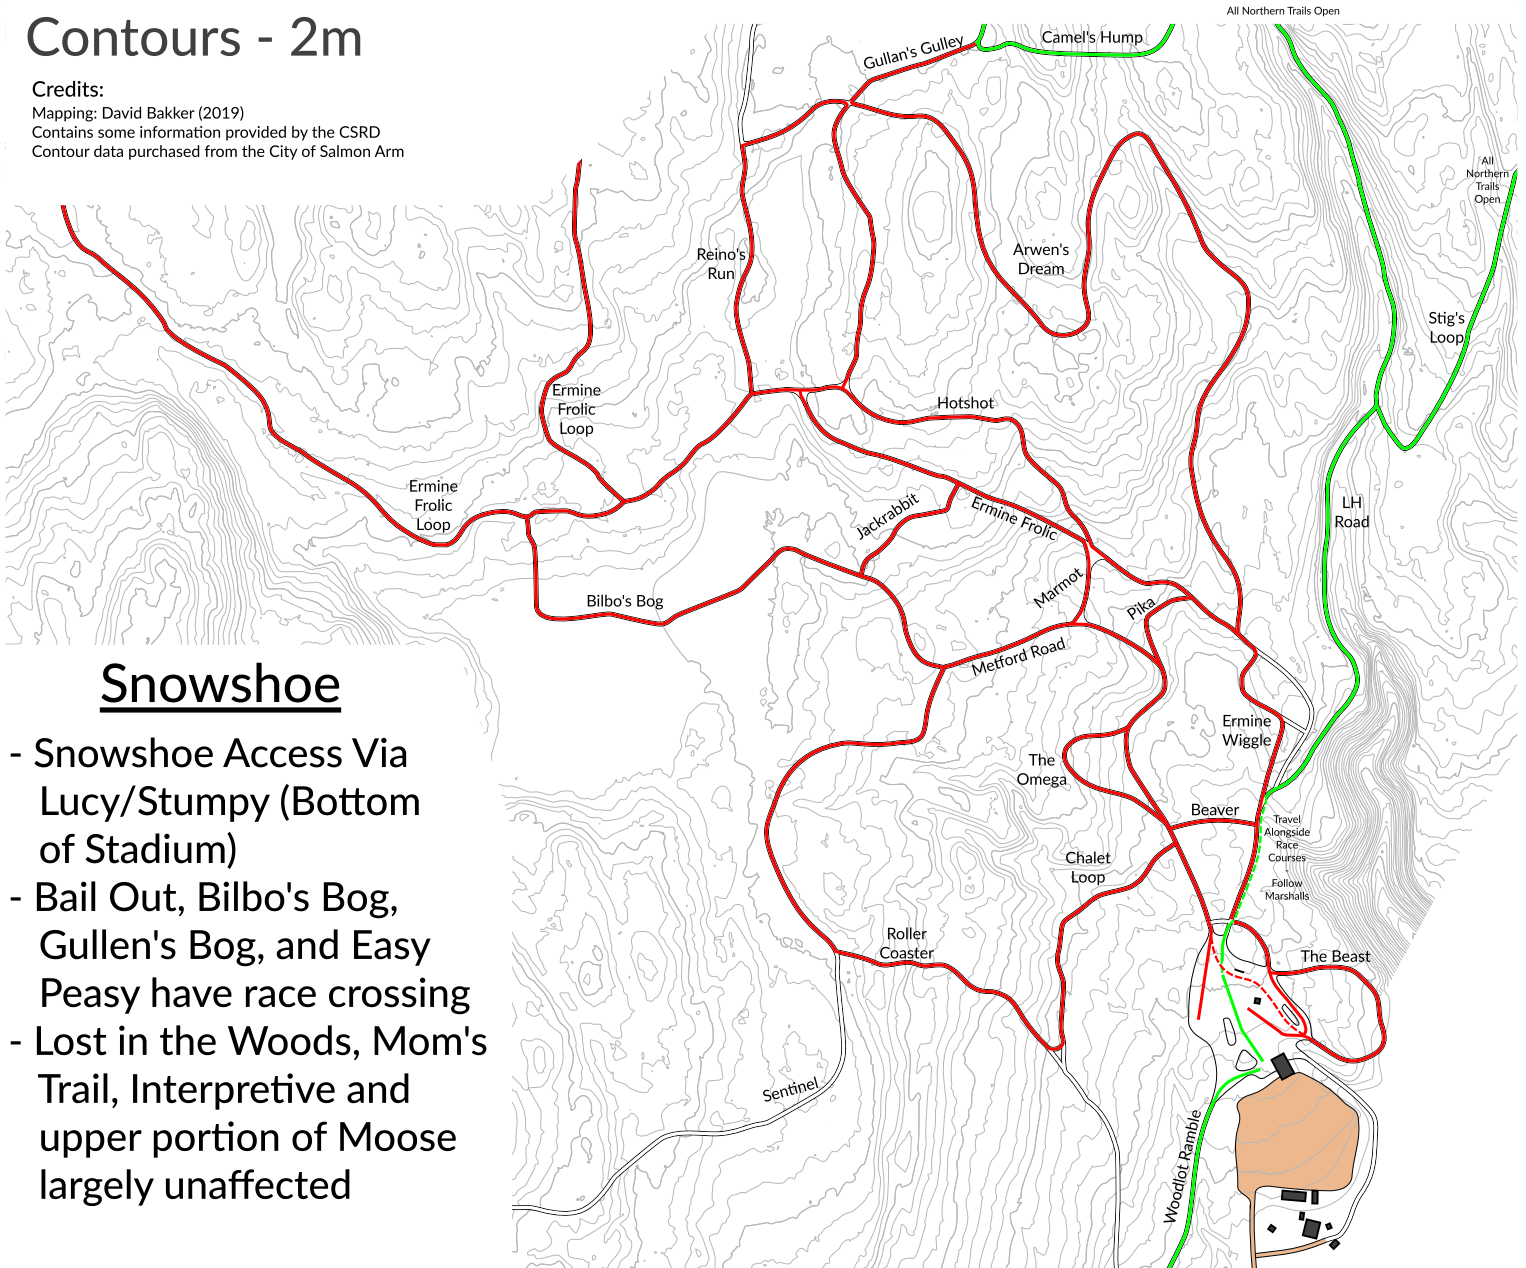 Contours - 2m
Credits:
Mapping: David Bakker (2019)
Contains some information provided by the CSRD
Contour data purchased from the City of Salmon Arm
All Northern Trails Open
Gullan's Gulley
Camel's Hump
All
Northern
Trails
Open
Reino's
Run
Arwen's
Dream
Stig's
Loop
Ermine
Frolic
Loop
Hotshot
Ermine
Frolic
Loop
Jackrabbit
Ermine Frolic
LH
Road
Marmot
Pika
Bilbo's Bog
Metford Road
Ermine
Wiggle
The
Omega
Beaver
Travel
Alongside
Race
Courses
Follow
Marshalls
Chalet
Loop
Roller
Coaster
The Beast
Sentinel
Woodlot Ramble
Snowshoe
- Snowshoe Access Via
Lucy/Stumpy (Bottom
of Stadium)
- Bail Out, Bilbo's Bog,
Gullen's Bog, and Easy
Peasy have race crossing
- Lost in the Woods, Mom's
Trail, Interpretive and
upper portion of Moose
largely unaffected